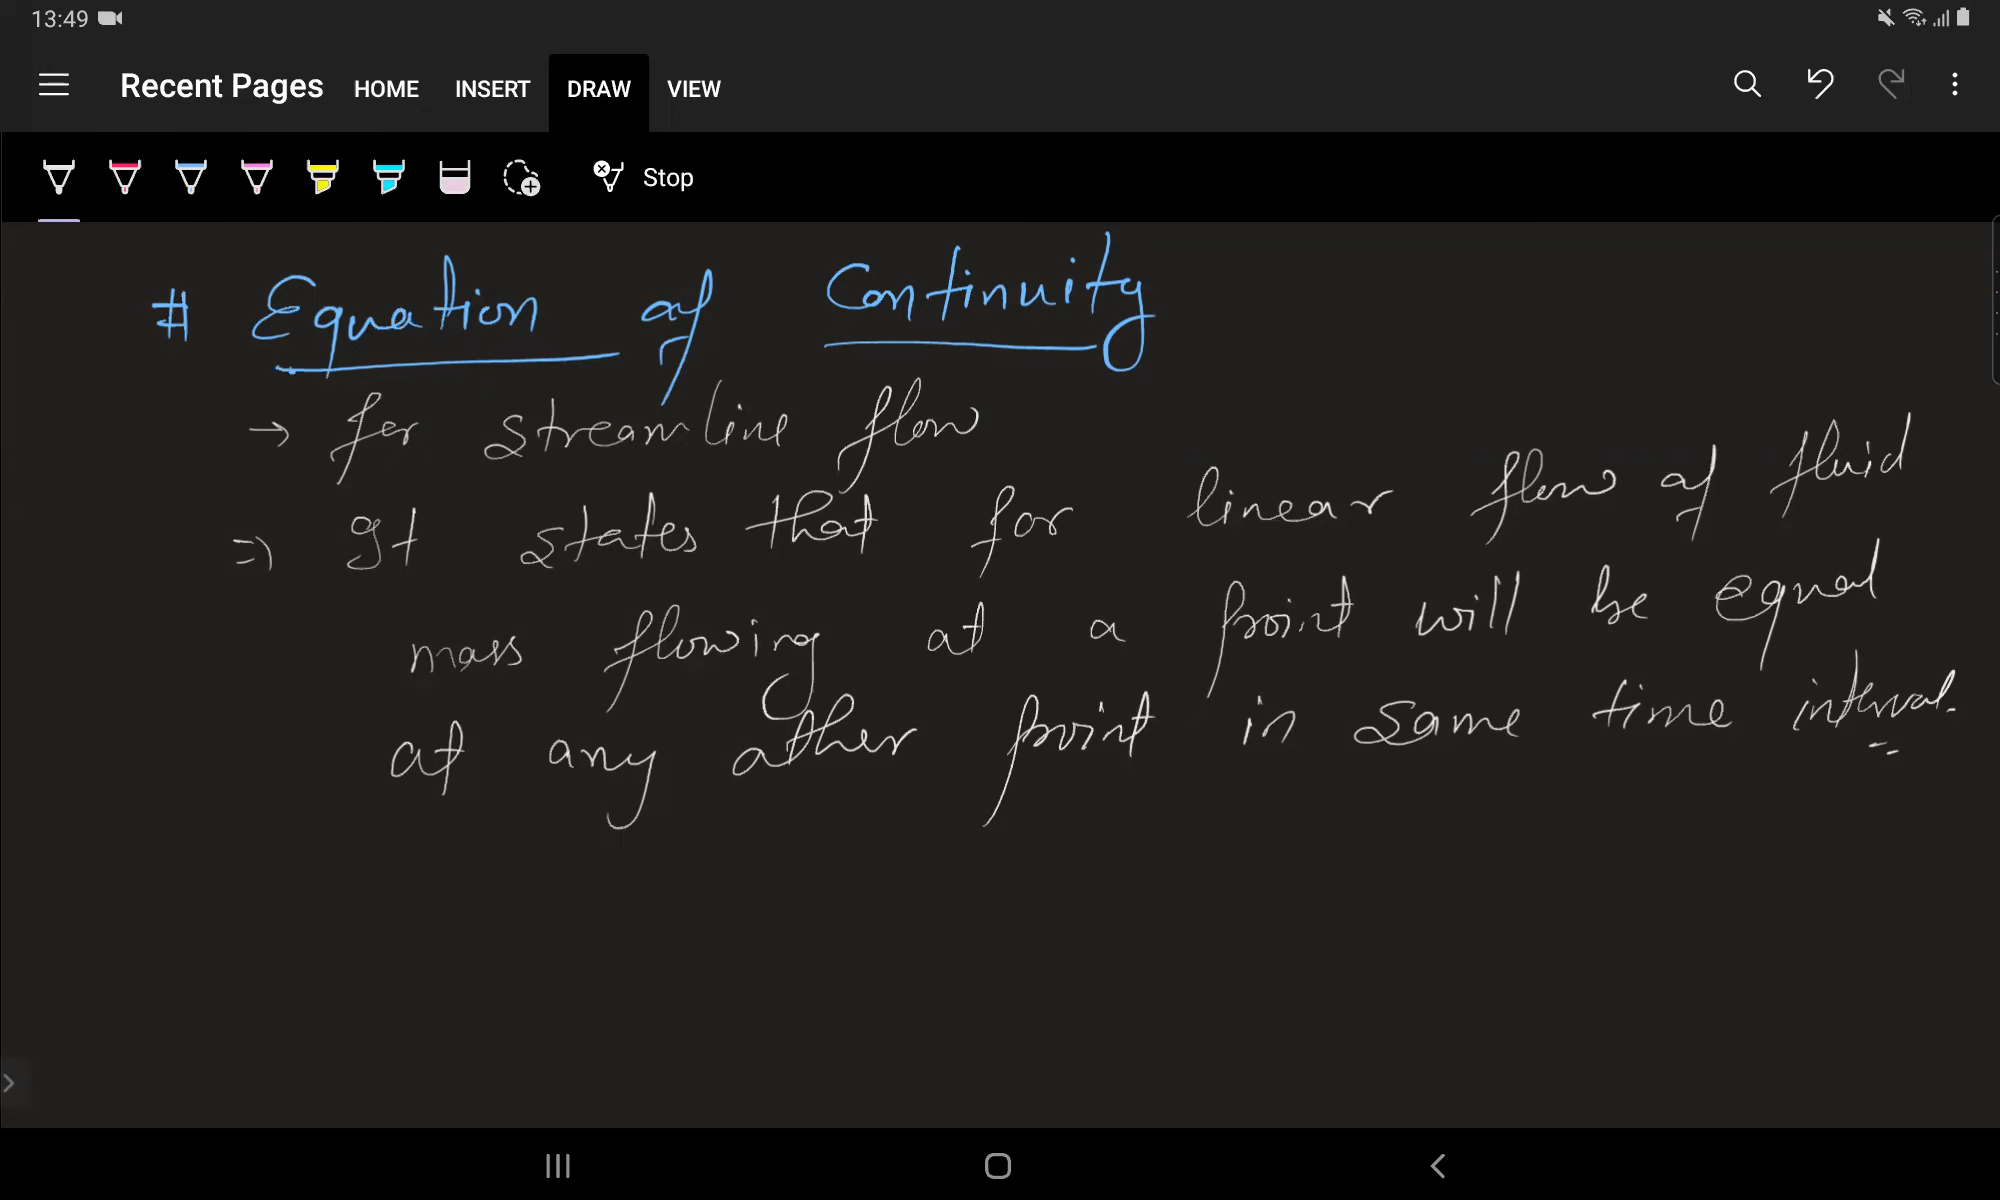 13:49
Recent Pages HOME INSERT DRAW VIEW
Stop
# Equation of Continuity
→ for streamline flow
⇒ It states that for linear flow of fluid
mass flowing at a point will be equal
at any other point in same time interval.